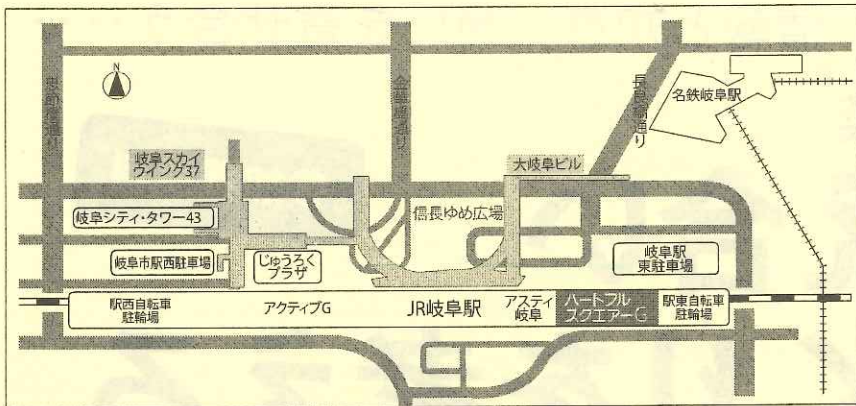 N
忠節橋通り
金華橋通り
長良橋通り
名鉄岐阜駅
岐阜スカイ
ウイング37
大岐阜ビル
岐阜シティ・タワー43
信長ゆめ広場
岐阜市駅西駐車場
じゅうろく
プラザ
岐阜駅
東駐車場
駅西自転車
駐輪場
アクティブG
JR岐阜駅
アスティ
岐阜
ハートフル
スクエアーG
駅東自転車
駐輪場